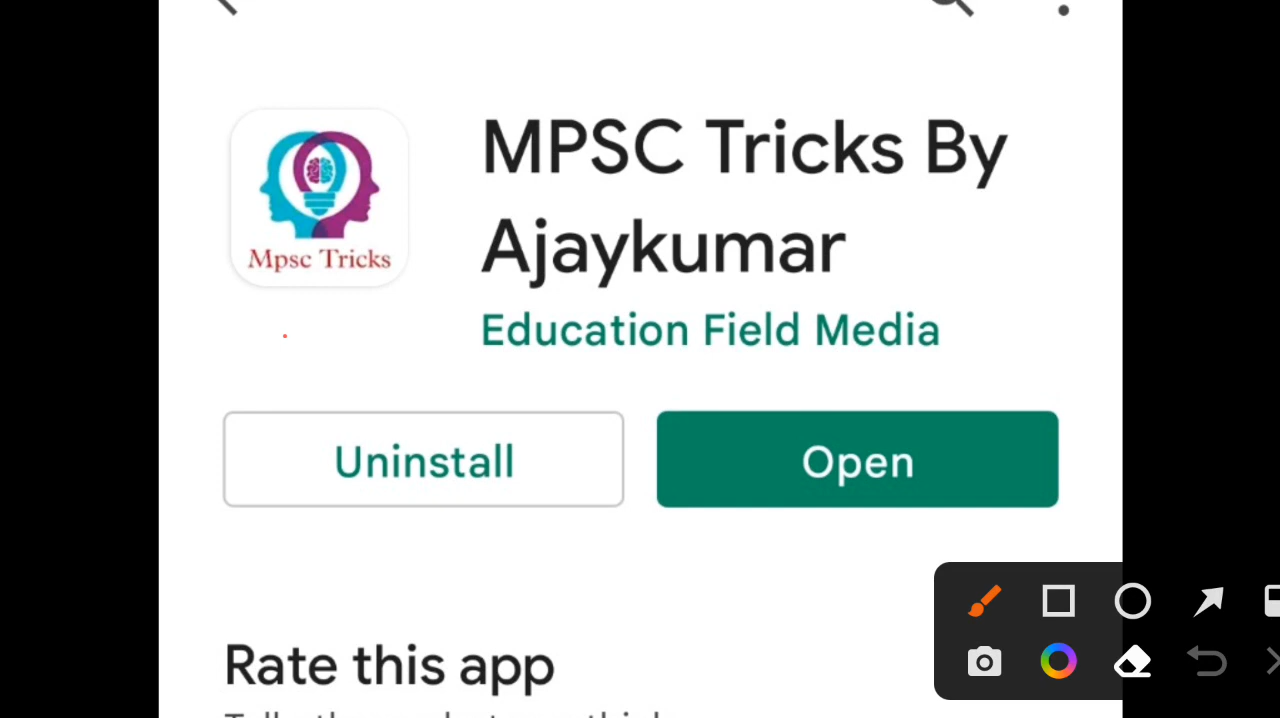 MPSC Tricks By
Ajaykumar
Mpsc Tricks
Education Field Media
Uninstall
Open
Rate this app